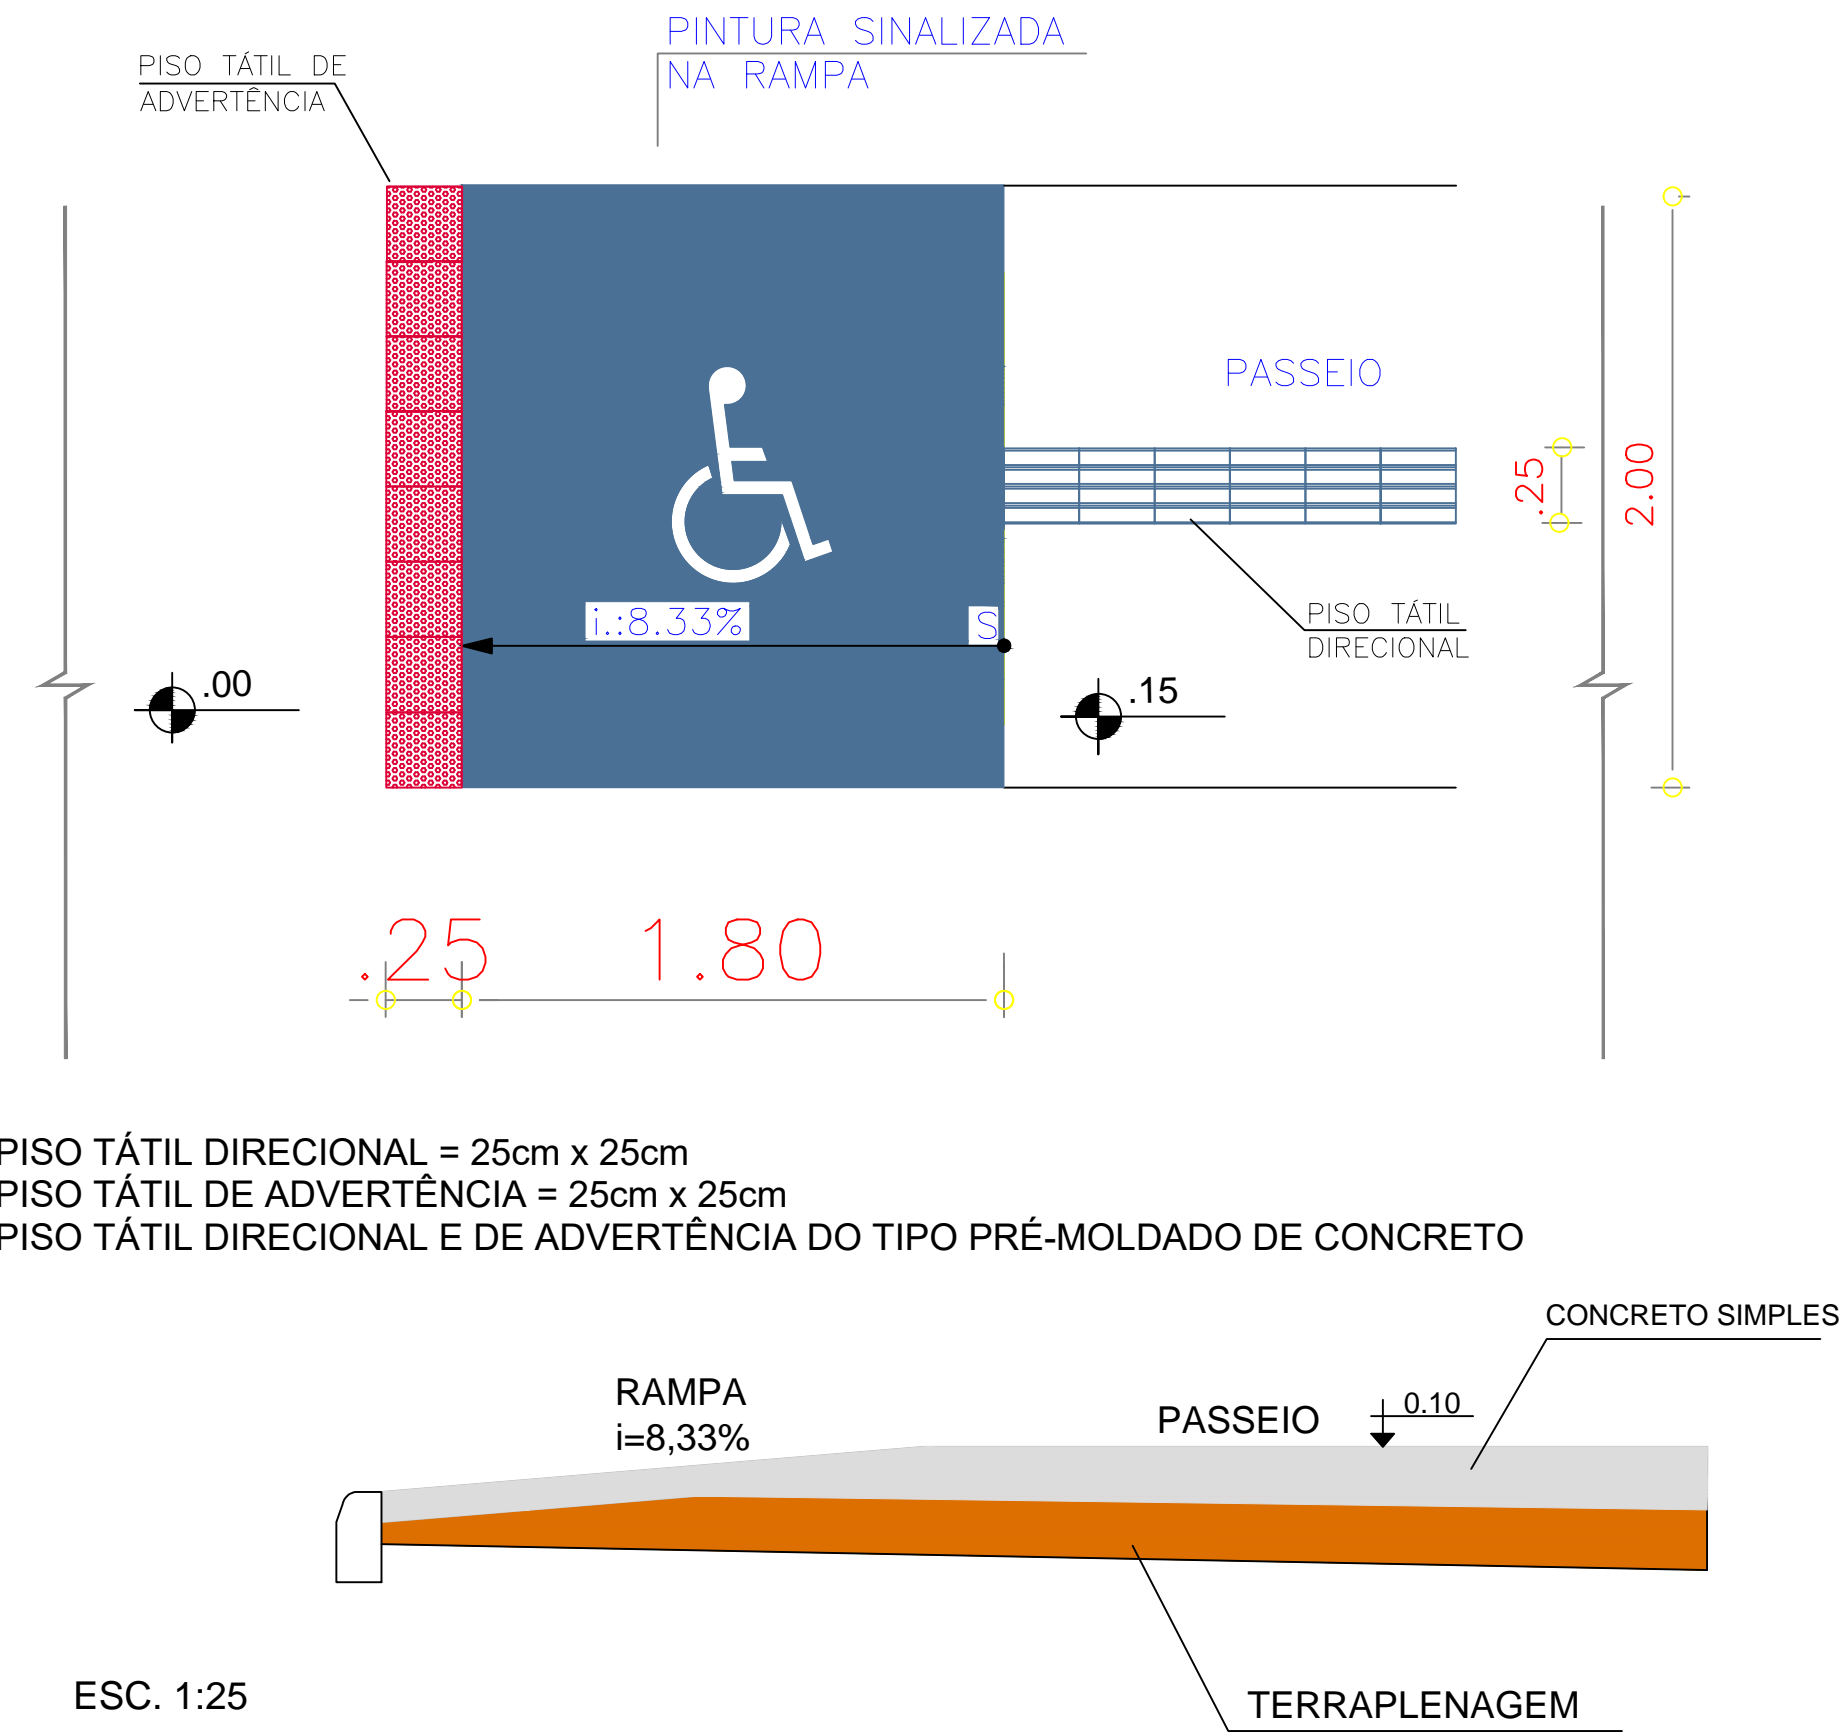 PINTURA SINALIZADA
NA RAMPA
PISO TÁTIL DE
ADVERTÊNCIA
PASSEIO
.25
2.00
i.:8.33%
S
PISO TÁTIL
DIRECIONAL
.00
.15
.25
1.80
PISO TÁTIL DIRECIONAL = 25cm x 25cm
PISO TÁTIL DE ADVERTÊNCIA = 25cm x 25cm
PISO TÁTIL DIRECIONAL E DE ADVERTÊNCIA DO TIPO PRÉ-MOLDADO DE CONCRETO
CONCRETO SIMPLES
RAMPA
i=8,33%
PASSEIO
0.10
ESC. 1:25
TERRAPLENAGEM